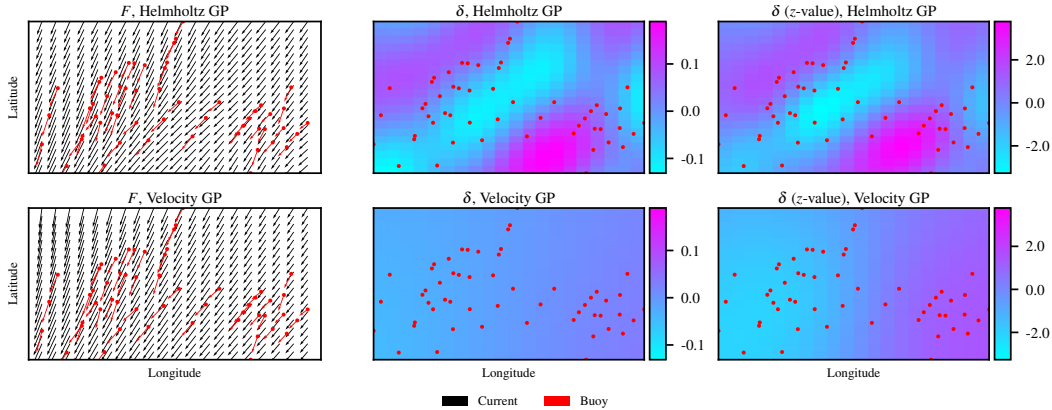 F, Helmholtz GP
δ, Helmholtz GP
δ (z-value), Helmholtz GP
Latitude
0.1
0.0
-0.1
2.0
0.0
-2.0
F, Velocity GP
δ, Velocity GP
δ (z-value), Velocity GP
Latitude
0.1
0.0
-0.1
2.0
0.0
-2.0
Longitude
Longitude
Longitude
Current
Buoy